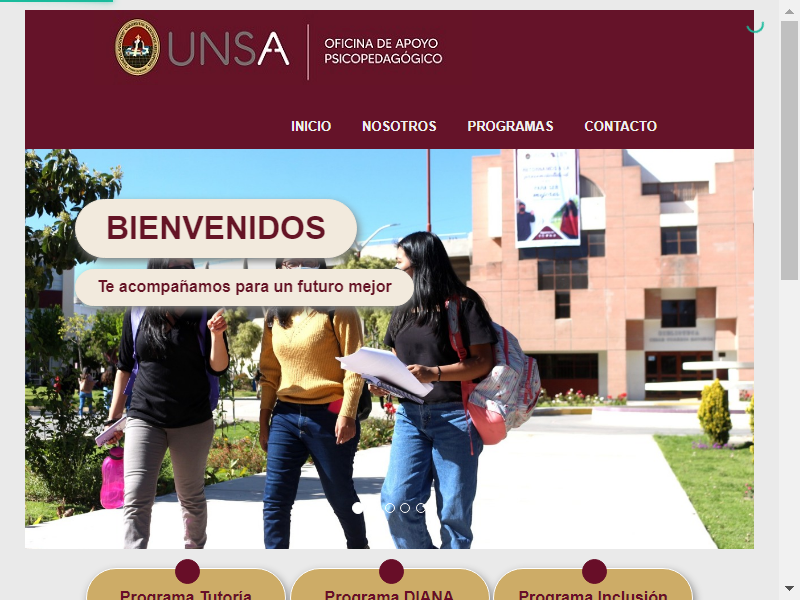 UNSA
OFICINA DE APOYO
PSICOPEDAGÓGICO
INICIO
NOSOTROS
PROGRAMAS
CONTACTO
BIENVENIDOS
Te acompañamos para un futuro mejor
BIBLIOTECA
Programa Tutoría
Programa DIANA
Programa Inclusión